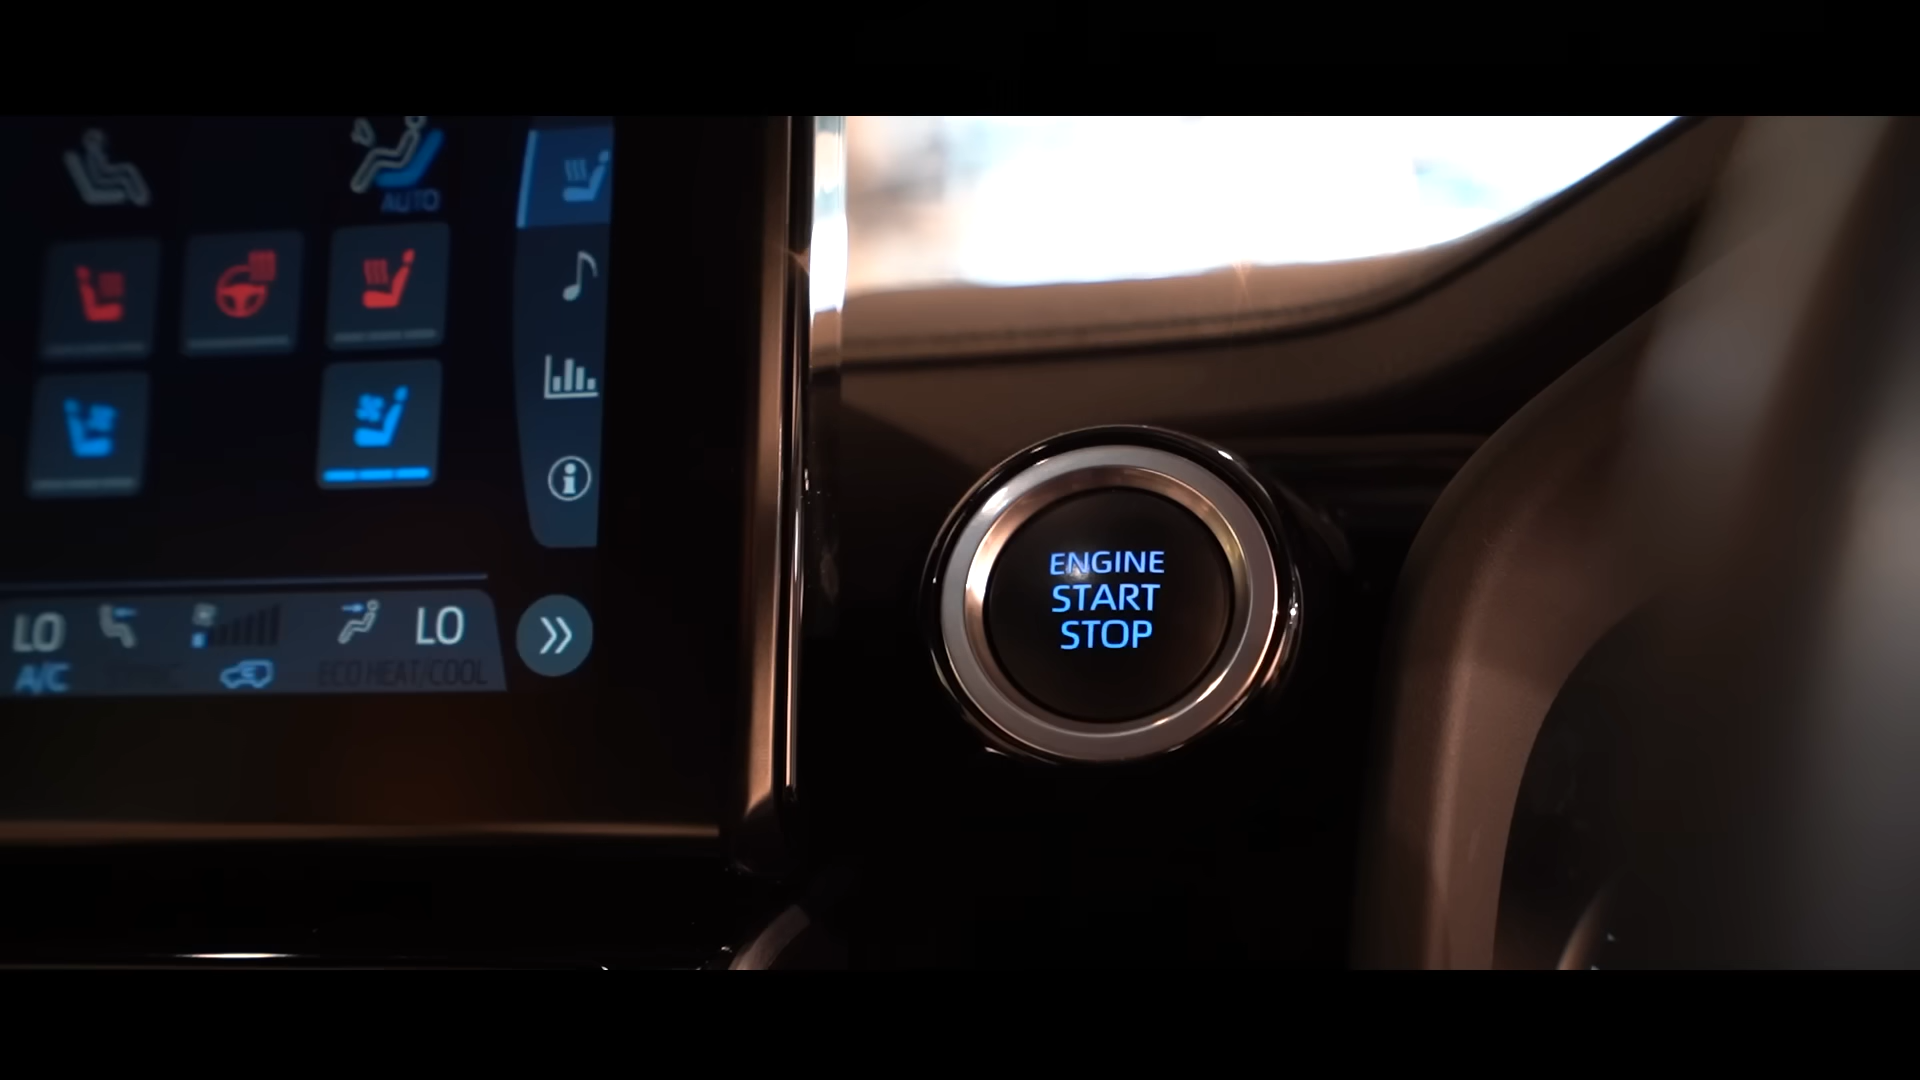 AUTO
LO LO
A/C ECO HEAT/COOL
ENGINE
START
STOP